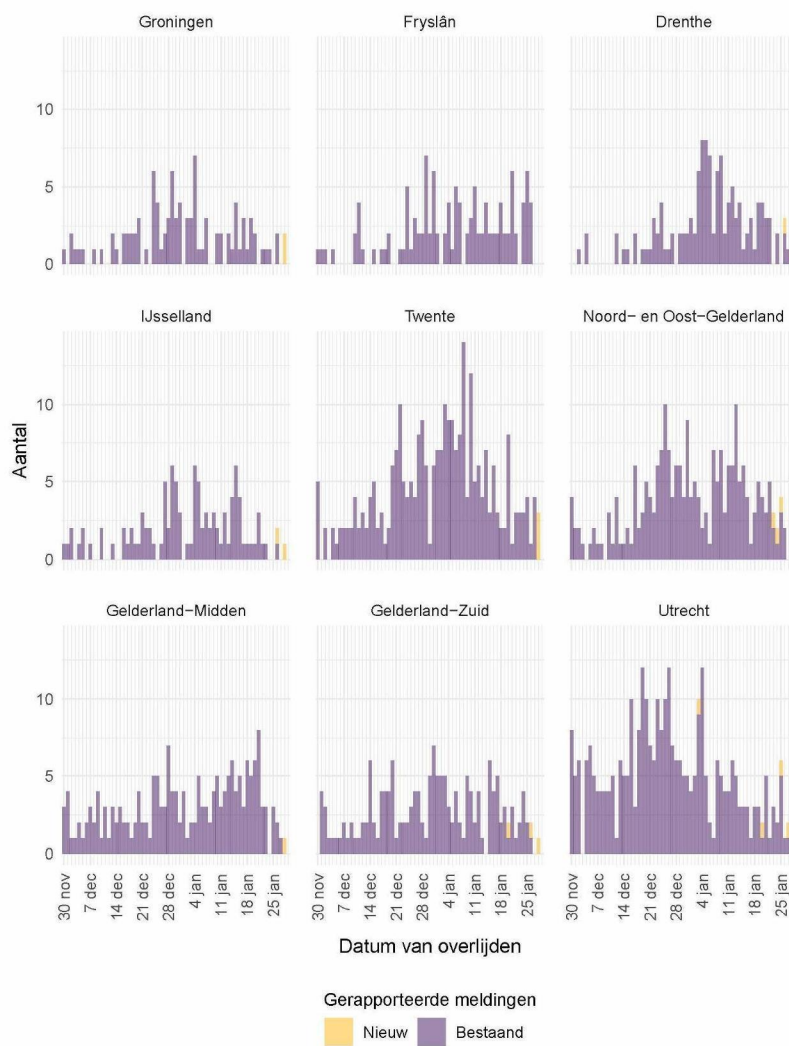 Groningen
Fryslân
Drenthe
10
5
0
IJsselland
Twente
Noord- en Oost-Gelderland
Aantal
10
5
0
Gelderland-Midden
Gelderland-Zuid
Utrecht
10
5
0
30 nov
7 dec
14 dec
21 dec
28 dec
4 jan
11 jan
18 jan
25 jan
30 nov
7 dec
14 dec
21 dec
28 dec
4 jan
11 jan
18 jan
25 jan
30 nov
7 dec
14 dec
21 dec
28 dec
4 jan
11 jan
18 jan
25 jan
Datum van overlijden
Gerapporteerde meldingen
Nieuw Bestaand